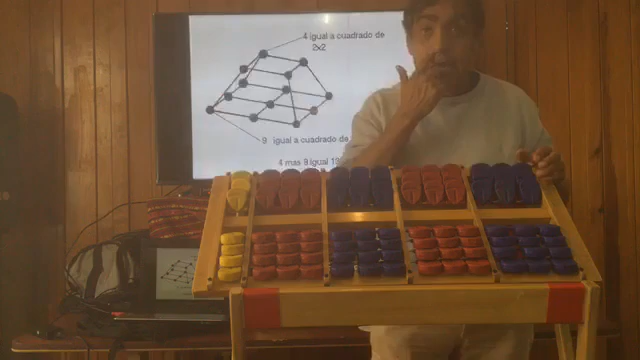 4 igual a cuadrado de
2x2
9 igual a cuadrado de
4 mas 9 igual